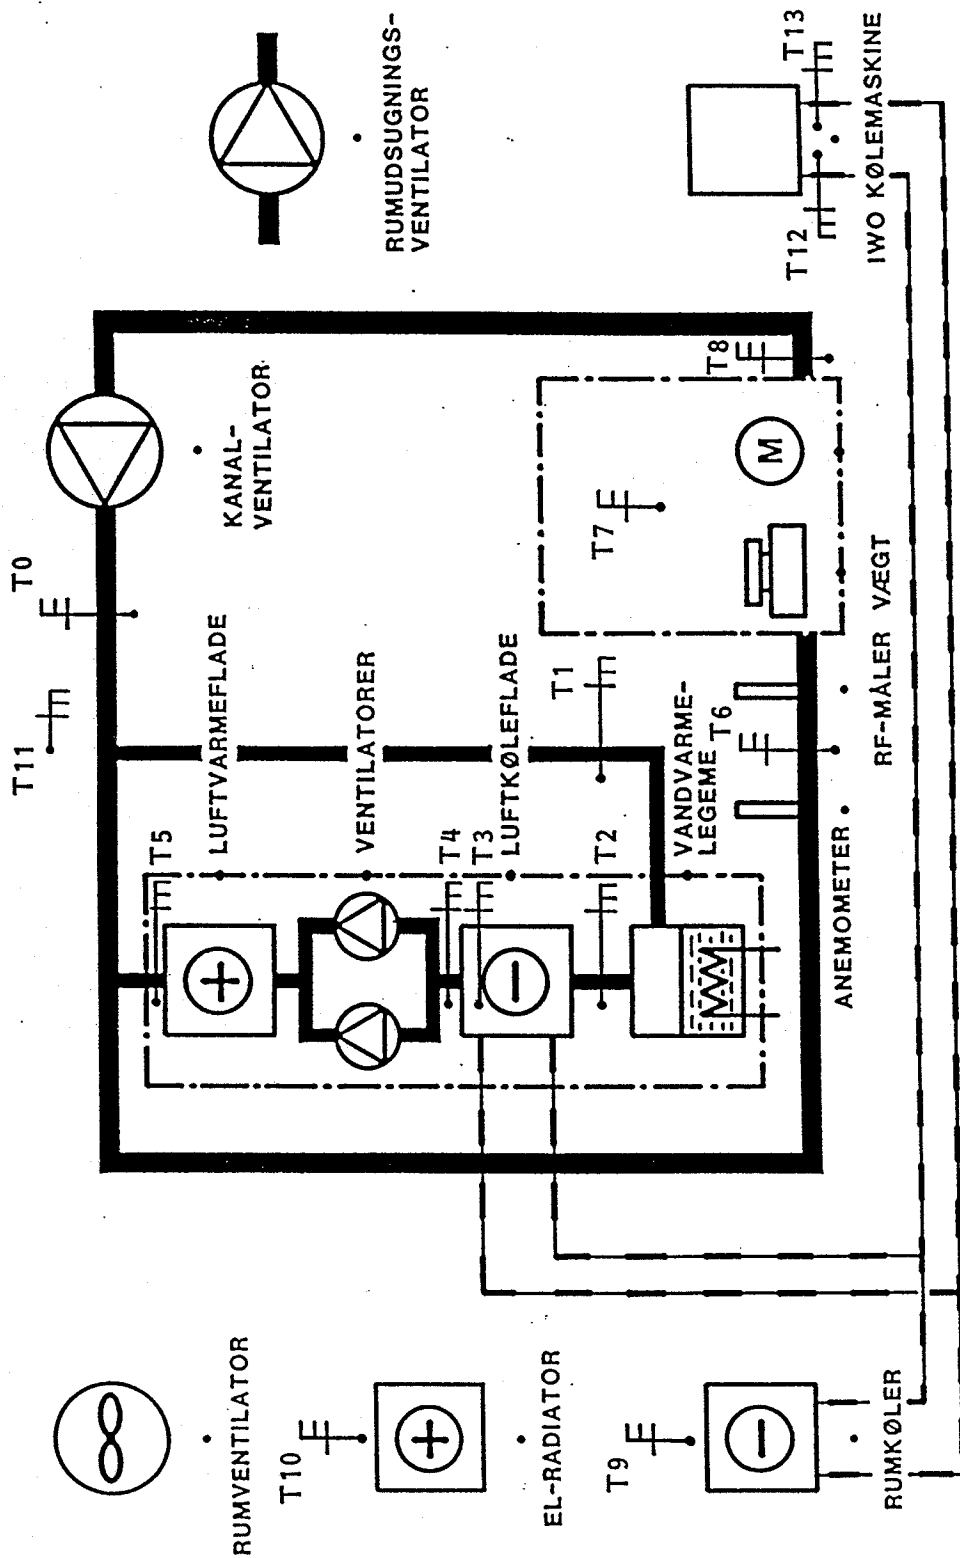 RUMVENTILATOR
T10
EL-RADIATOR
T9
RUMKØLER
T11
T0
KANAL-
VENTILATOR
RUMUDSUGNINGS-
VENTILATOR
T5
LUFTVARMEFLADE
VENTILATORER
T4
T3
LUFTKØLEFLADE
T2
T1
VANDVARME-
LEGEME
T6
T7
T8
M
ANEMOMETER
RF-MÅLER
VÆGT
T12
T13
IWO KØLEMASKINE